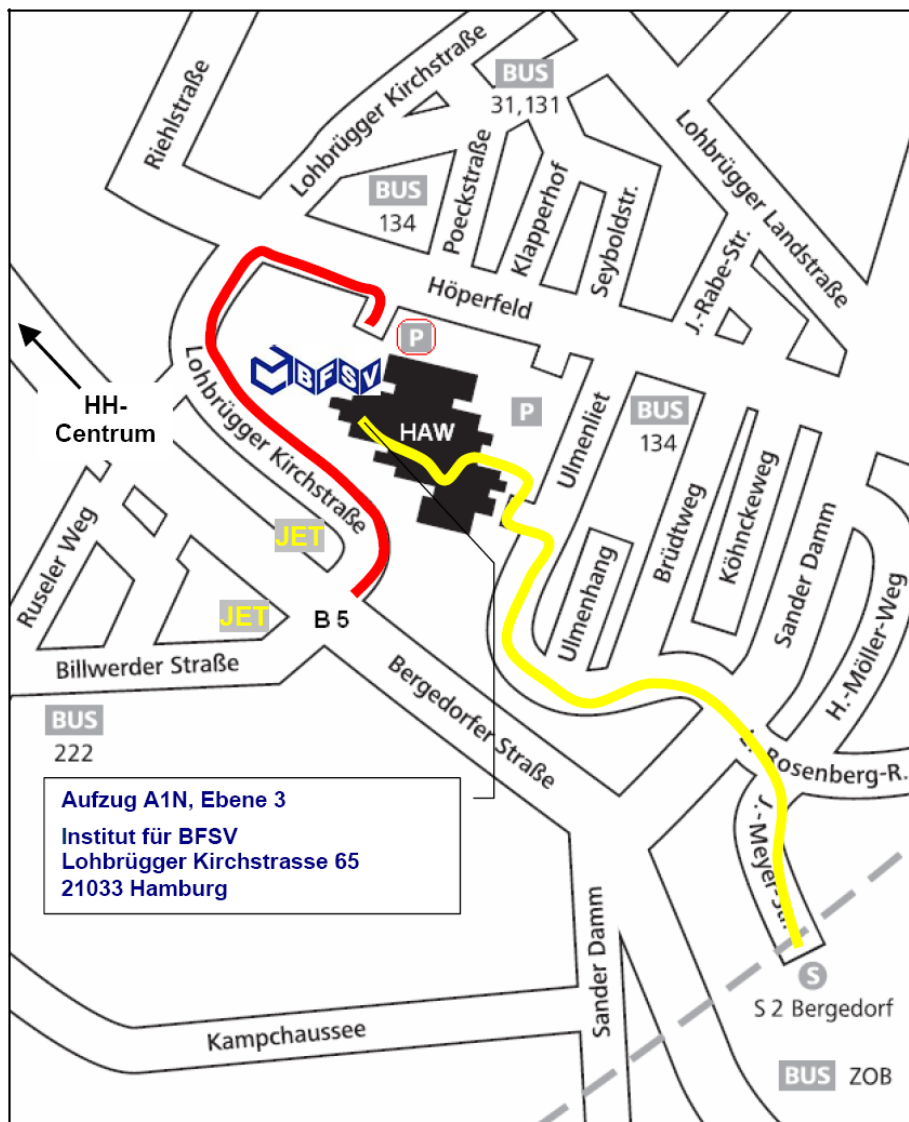 Riehlstraße
Lohbrügger Kirchstraße
BUS
31,131
Lohbrügger Landstraße
BUS
134
Poeckstraße
Klapperhof
Seyboldstr.
J.-Rabe-Str.
Höperfeld
P
BFSV
HH-
Centrum
Lohbrügger Kirchstraße
HAW
P
Ulmenliet
BUS
134
Brüdtweg
Köhnckeweg
Sander Damm
H.-Möller-Weg
Ruseler Weg
JET
JET
B 5
Ulmenhang
Billwerder Straße
Bergedorfer Straße
BUS
222
Rosenberg-R.
J.-Meyer-Str.
Aufzug A1N, Ebene 3
Institut für BFSV
Lohbrügger Kirchstrasse 65
21033 Hamburg
Sander Damm
S
S 2 Bergedorf
Kampchaussee
BUS ZOB